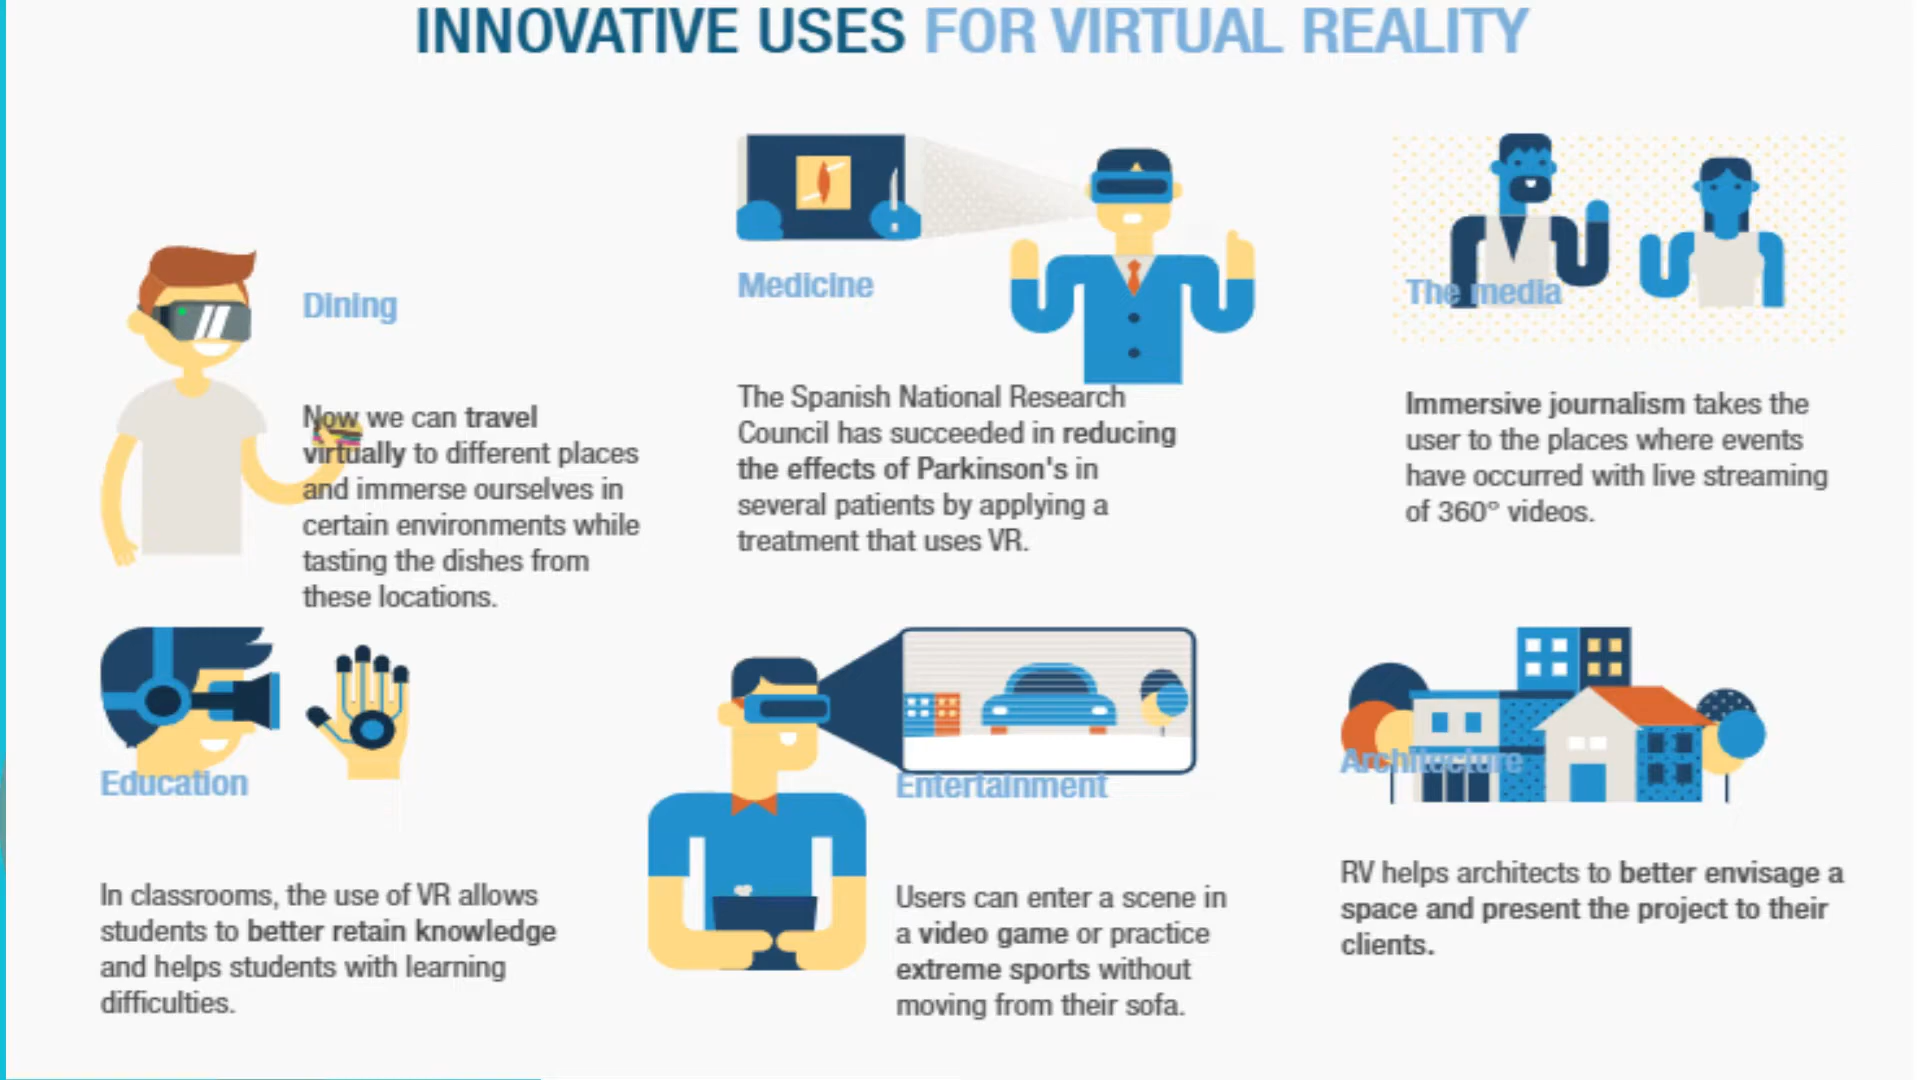 INNOVATIVE USES FOR VIRTUAL REALITY
Dining
Now we can travel
virtually to different places
and immerse ourselves in
certain environments while
tasting the dishes from
these locations.
Medicine
The Spanish National Research
Council has succeeded in reducing
the effects of Parkinson's in
several patients by applying a
treatment that uses VR.
The media
Immersive journalism takes the
user to the places where events
have occurred with live streaming
of 360° videos.
Education
In classrooms, the use of VR allows
students to better retain knowledge
and helps students with learning
difficulties.
Entertainment
Users can enter a scene in
a video game or practice
extreme sports without
moving from their sofa.
Architecture
RV helps architects to better envisage a
space and present the project to their
clients.